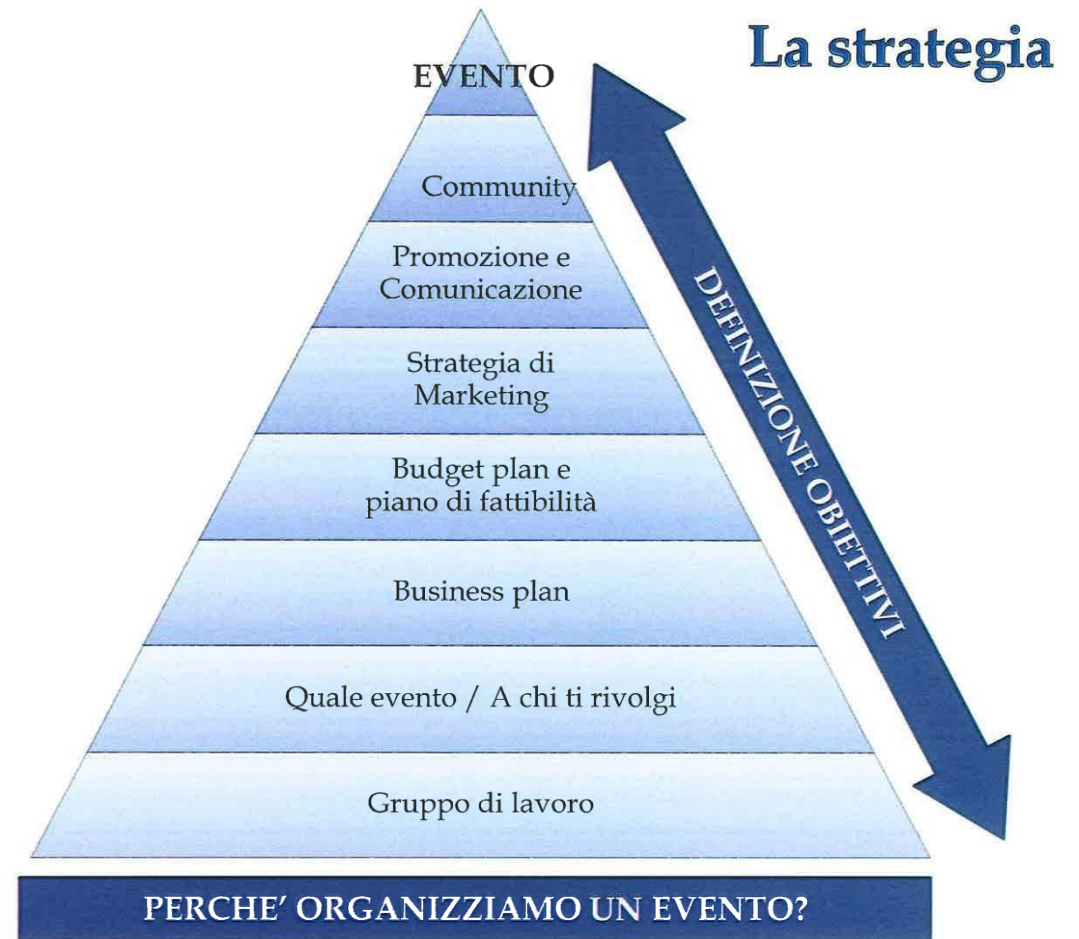 La strategia
EVENTO
Community
Promozione e
Comunicazione
Strategia di
Marketing
Budget plan e
piano di fattibilità
Business plan
Quale evento / A chi ti rivolgi
Gruppo di lavoro
DEFINIZIONE OBIETTIVI
PERCHE' ORGANIZZIAMO UN EVENTO?